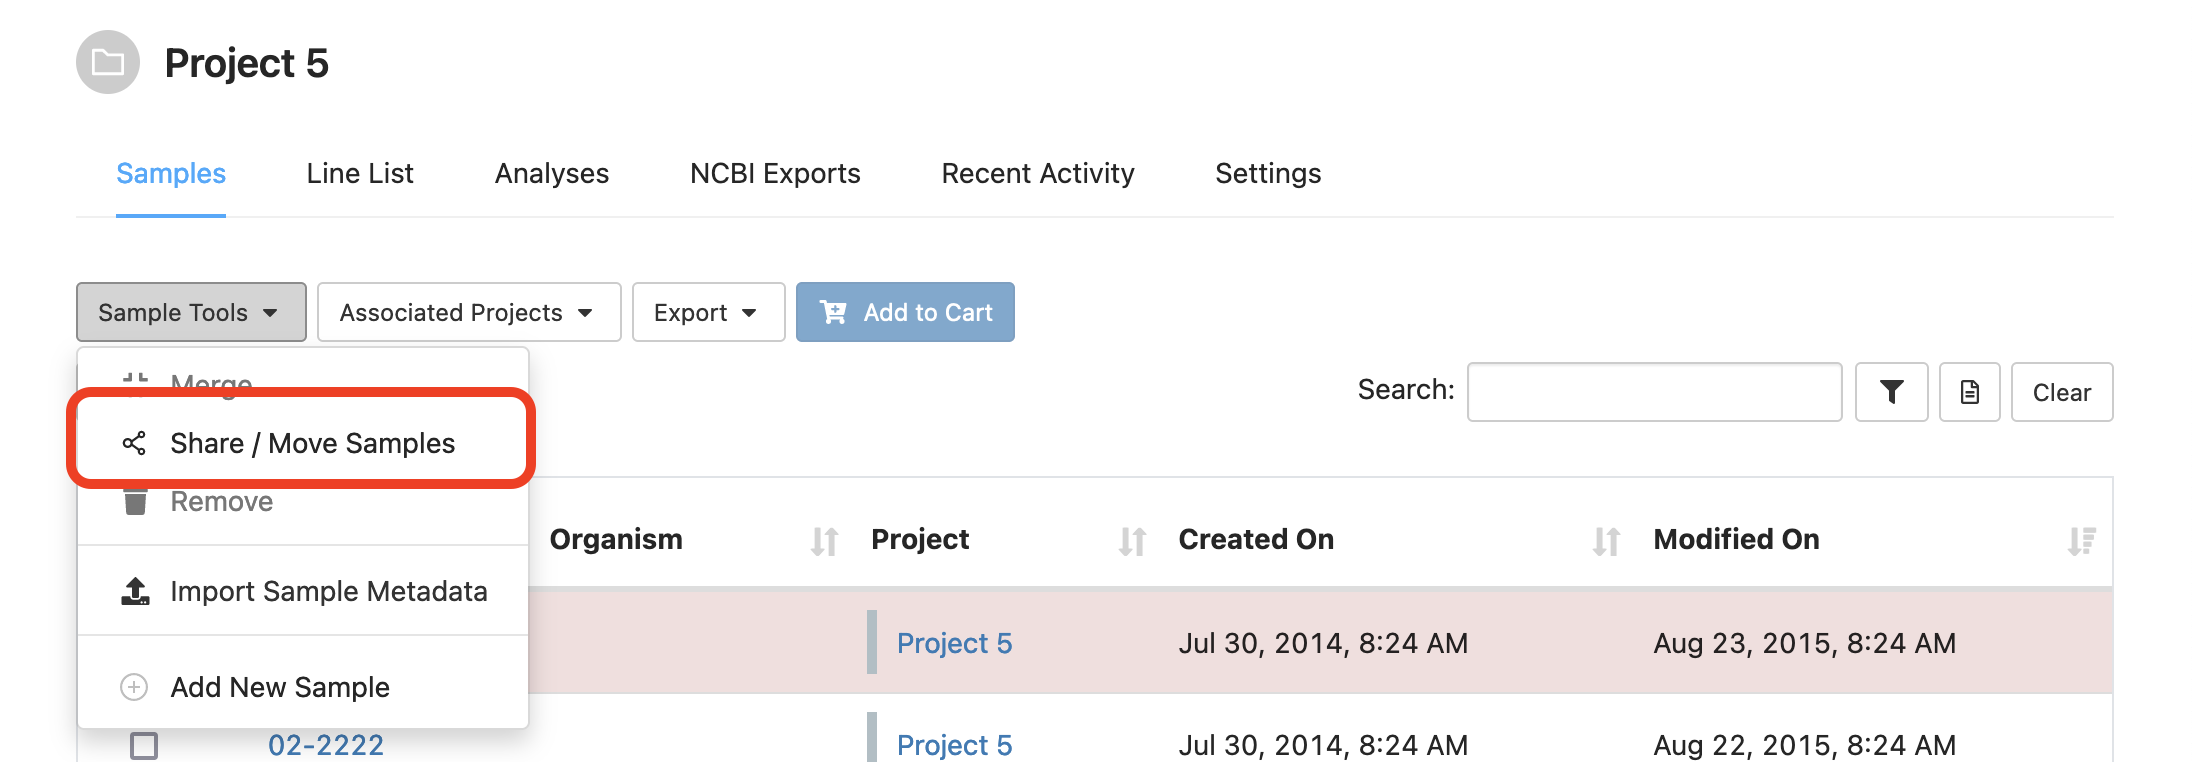 Project 5
Samples Line List Analyses NCBI Exports Recent Activity Settings
Sample Tools Associated Projects Export Add to Cart
Merge
Search: Clear
Share / Move Samples
Remove
Organism Project Created On Modified On
Import Sample Metadata
Project 5 Jul 30, 2014, 8:24 AM Aug 23, 2015, 8:24 AM
Add New Sample
02-2222 Project 5 Jul 30, 2014, 8:24 AM Aug 22, 2015, 8:24 AM